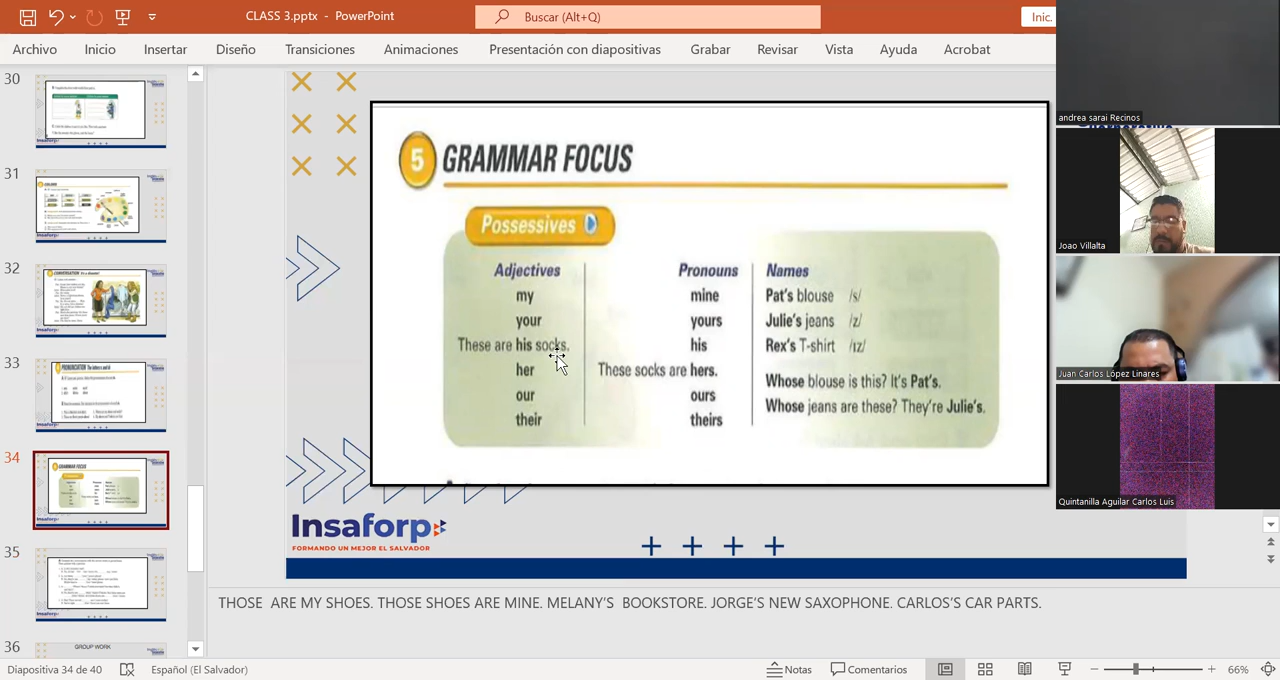 CLASS 3.pptx - PowerPoint
Buscar (Alt+Q)
Inic.
Archivo Inicio Insertar Diseño Transiciones Animaciones Presentación con diapositivas Grabar Revisar Vista Ayuda Acrobat
30
31
32
33
34
35
36
GROUP WORK
5 GRAMMAR FOCUS
Possessives
Adjectives Pronouns Names
my mine Pat's blouse /s/
your yours Julie's jeans /z/
These are his socks. his Rex's T-shirt /ɪz/
her These socks are hers.
Whose blouse is this? It's Pat's.
our ours
Whose jeans are these? They're Julie's.
their theirs
Insaforp
FORMANDO UN MEJOR EL SALVADOR
THOSE ARE MY SHOES. THOSE SHOES ARE MINE. MELANY'S BOOKSTORE. JORGE'S NEW SAXOPHONE. CARLOS'S CAR PARTS.
andrea sarai Recinos
Joao Villalta
Juan Carlos López Linares
Quintanilla Aguilar Carlos Luis
Diapositiva 34 de 40 Español (El Salvador) Notas Comentarios 66%